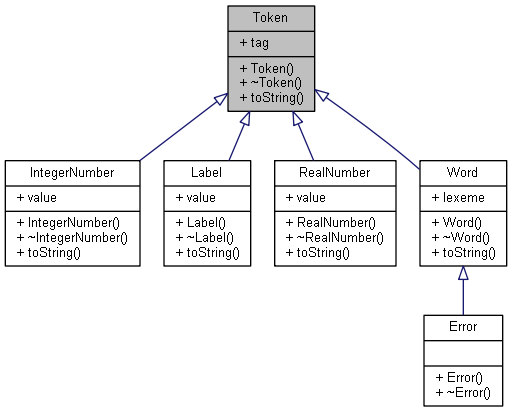 Token
+ tag
+ Token()
+ ~Token()
+ toString()
IntegerNumber
+ value
+ IntegerNumber()
+ ~IntegerNumber()
+ toString()
Label
+ value
+ Label()
+ ~Label()
+ toString()
RealNumber
+ value
+ RealNumber()
+ ~RealNumber()
+ toString()
Word
+ lexeme
+ Word()
+ ~Word()
+ toString()
Error
+ Error()
+ ~Error()